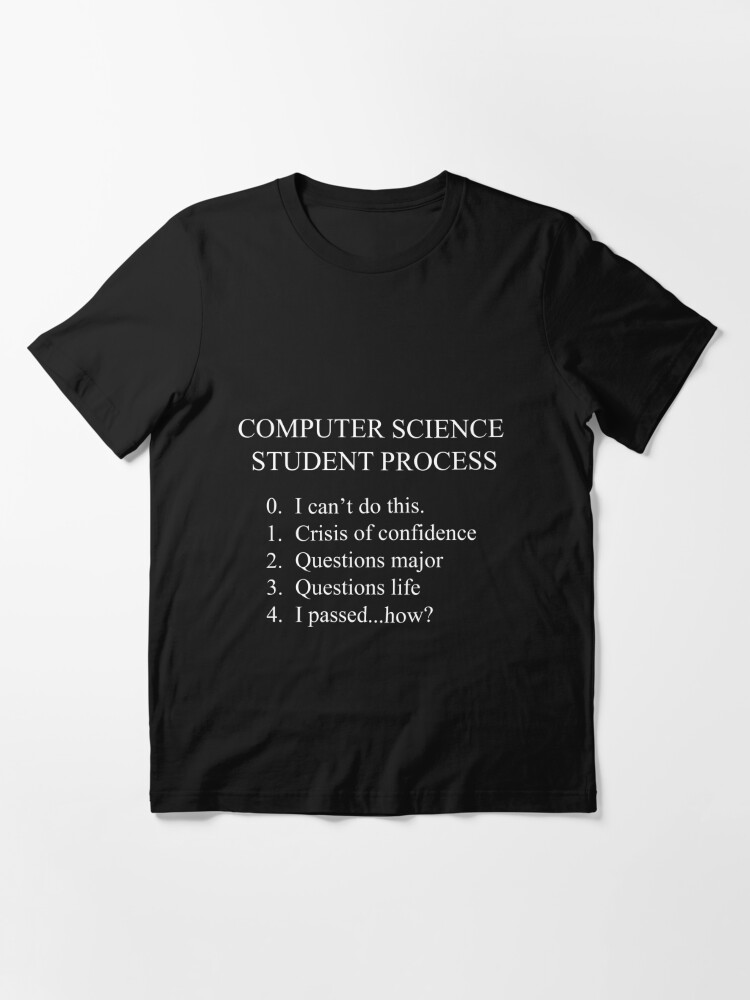 COMPUTER SCIENCE
STUDENT PROCESS
0. I can’t do this.
1. Crisis of confidence
2. Questions major
3. Questions life
4. I passed...how?